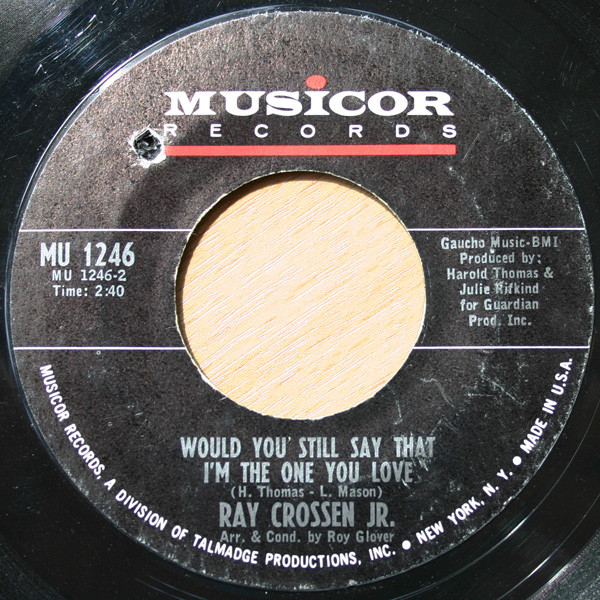 MUSICOR
RECORDS
MU 1246
MU 1246-2
Time: 2:40
Gaucho Music-BMI
Produced by:
Harold Thomas &
Julie Rifkind
for Guardian
Prod. Inc.
WOULD YOU' STILL SAY THAT
I'M THE ONE YOU LOVE
(H. Thomas - L. Mason)
RAY CROSSEN JR.
Arr. & Cond. by Roy Glover
MUSICOR RECORDS, A DIVISION OF TALMADGE PRODUCTIONS, INC. • NEW YORK, N. Y. • MADE IN U.S.A.